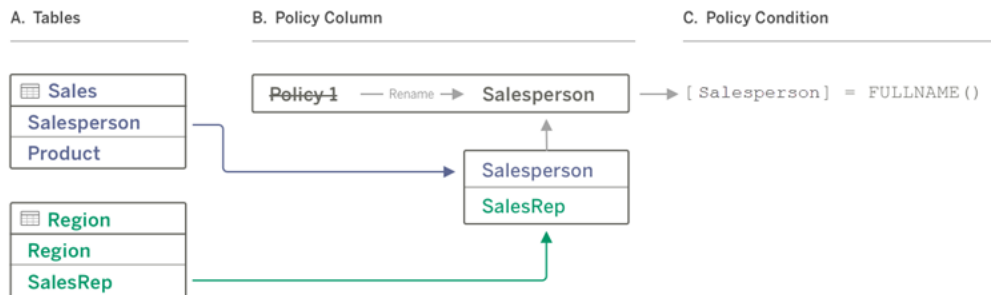 A. Tables
B. Policy Column
C. Policy Condition
Sales
Salesperson
Product
Region
Region
SalesRep
Policy 1
Rename
Salesperson
Salesperson
SalesRep
[Salesperson] = FULLNAME()